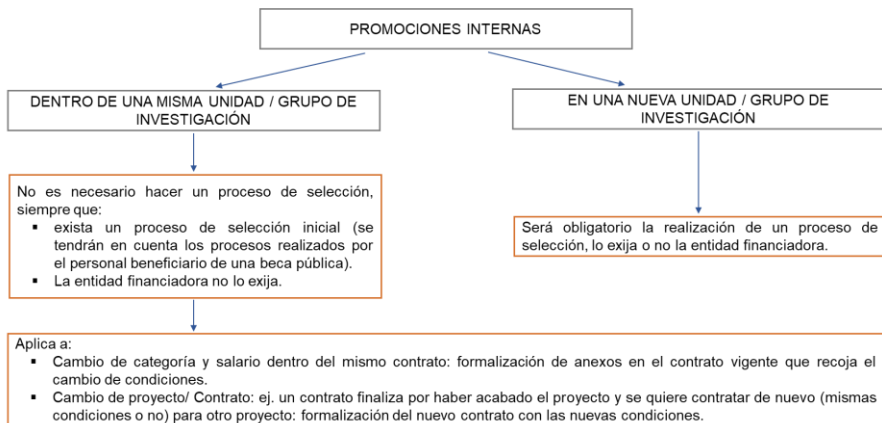 PROMOCIONES INTERNAS
DENTRO DE UNA MISMA UNIDAD / GRUPO DE
INVESTIGACIÓN
EN UNA NUEVA UNIDAD / GRUPO DE
INVESTIGACIÓN
No es necesario hacer un proceso de selección,
siempre que:
▪ exista un proceso de selección inicial (se
tendrán en cuenta los procesos realizados por
el personal beneficiario de una beca pública).
▪ La entidad financiadora no lo exija.
Será obligatorio la realización de un proceso de
selección, lo exija o no la entidad financiadora.
Aplica a:
▪ Cambio de categoría y salario dentro del mismo contrato: formalización de anexos en el contrato vigente que recoja el
cambio de condiciones.
▪ Cambio de proyecto/ Contrato: ej. un contrato finaliza por haber acabado el proyecto y se quiere contratar de nuevo (mismas
condiciones o no) para otro proyecto: formalización del nuevo contrato con las nuevas condiciones.